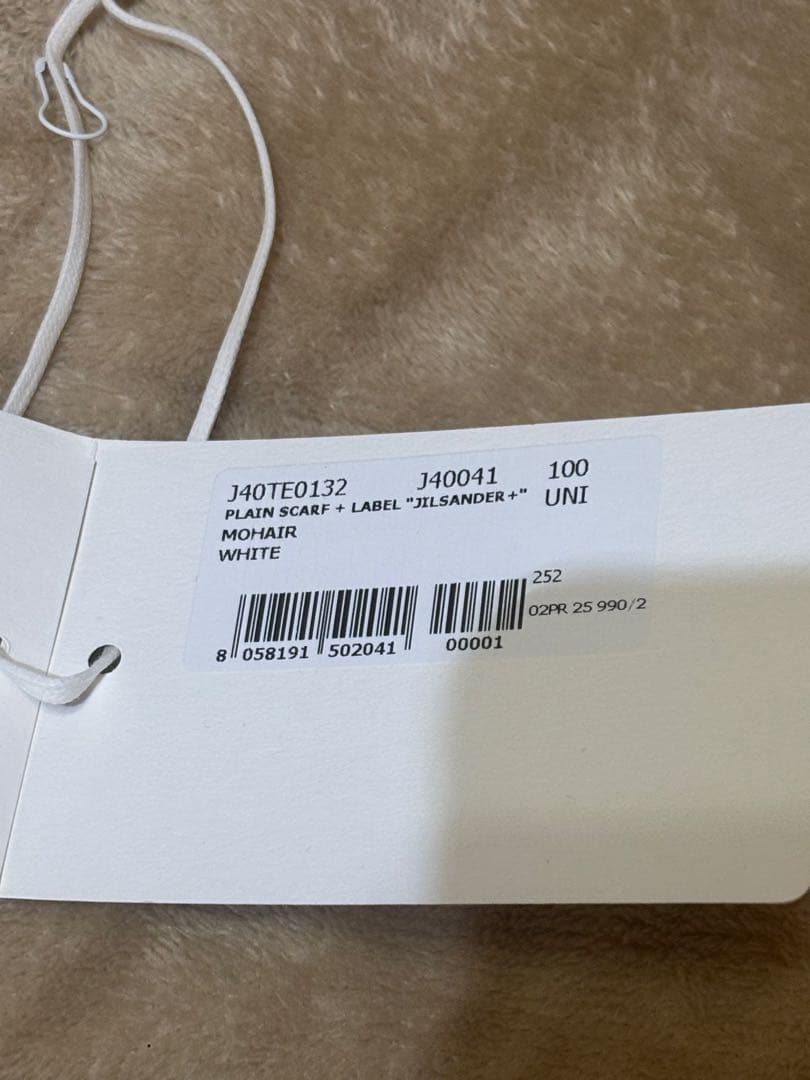 J40TE0132 J40041 100
PLAIN SCARF + LABEL "JILSANDER+" UNI
MOHAIR
WHITE
252
02PR 25 990/2
8 058191 502041 00001